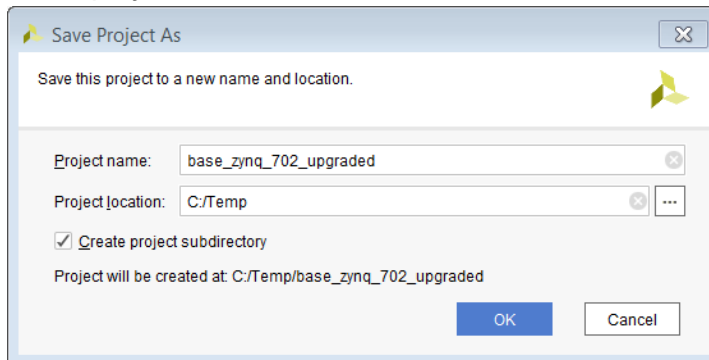 Save Project As
Save this project to a new name and location.
Project name: base_zynq_702_upgraded
Project location: C:/Temp ...
Create project subdirectory
Project will be created at: C:/Temp/base_zynq_702_upgraded
OK Cancel